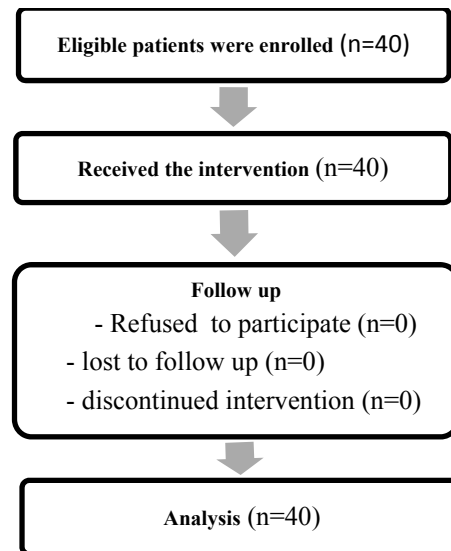 Eligible patients were enrolled (n=40)
Received the intervention (n=40)
Follow up
- Refused to participate (n=0)
- lost to follow up (n=0)
- discontinued intervention (n=0)
Analysis (n=40)